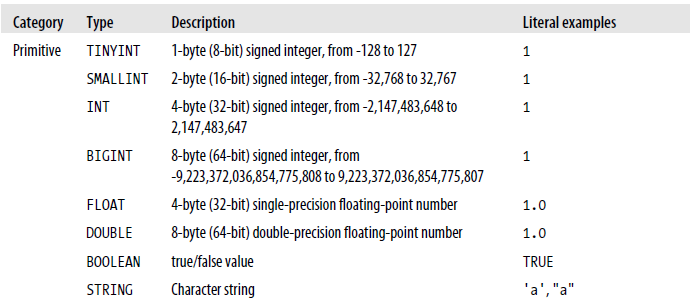 Category Type Description Literal examples
Primitive TINYINT 1-byte (8-bit) signed integer, from -128 to 127 1
SMALLINT 2-byte (16-bit) signed integer, from -32,768 to 32,767 1
INT 4-byte (32-bit) signed integer, from -2,147,483,648 to 1
2,147,483,647
BIGINT 8-byte (64-bit) signed integer, from 1
-9,223,372,036,854,775,808 to 9,223,372,036,854,775,807
FLOAT 4-byte (32-bit) single-precision floating-point number 1.0
DOUBLE 8-byte (64-bit) double-precision floating-point number 1.0
BOOLEAN true/false value TRUE
STRING Character string 'a', "a"